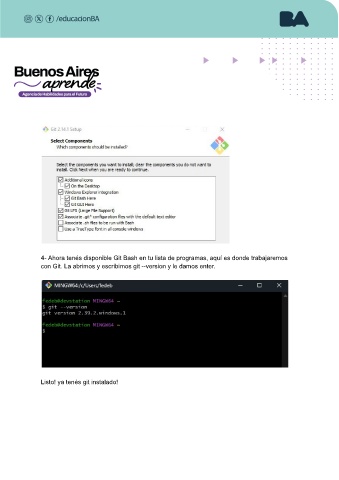 /educacionBA
BA
Buenos Aires
aprende
Agencia de Habilidades para el Futuro
Git 2.14.1 Setup
Select Components
Which components should be installed?
Select the components you want to install; clear the components you do not want to
install. Click Next when you are ready to continue.
Additional icons
On the Desktop
Windows Explorer integration
Git Bash Here
Git GUI Here
Git LFS (Large File Support)
Associate .git* configuration files with the default text editor
Associate .sh files to be run with Bash
Use a TrueType font in all console windows
4- Ahora tenés disponible Git Bash en tu lista de programas, aquí es donde trabajaremos
con Git. La abrimos y escribimos git --version y le damos enter.
MINGW64:/c/Users/fedeb
fedeb@devstation MINGW64 ~
$ git --version
git version 2.39.2.windows.1
fedeb@devstation MINGW64 ~
$
Listo! ya tenés git instalado!